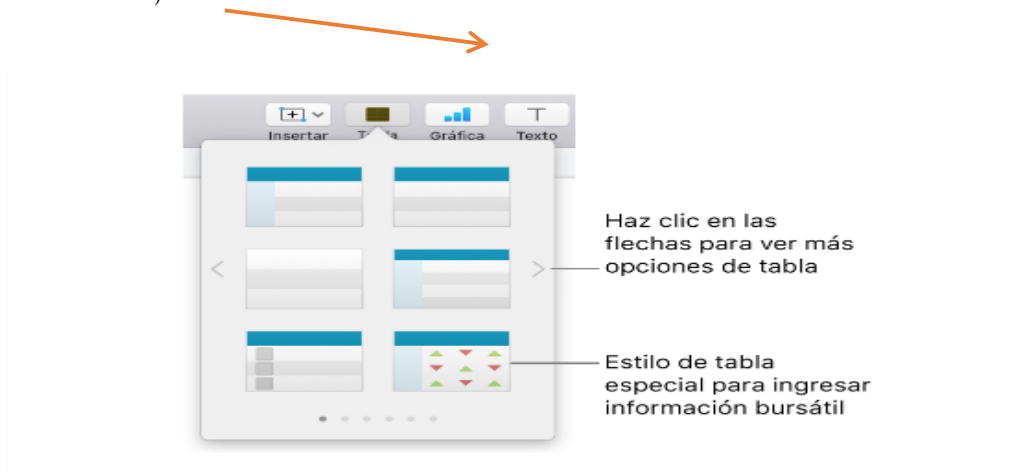 Insertar Tabla Gráfica Texto
Haz clic en las
flechas para ver más
opciones de tabla
Estilo de tabla
especial para ingresar
información bursátil